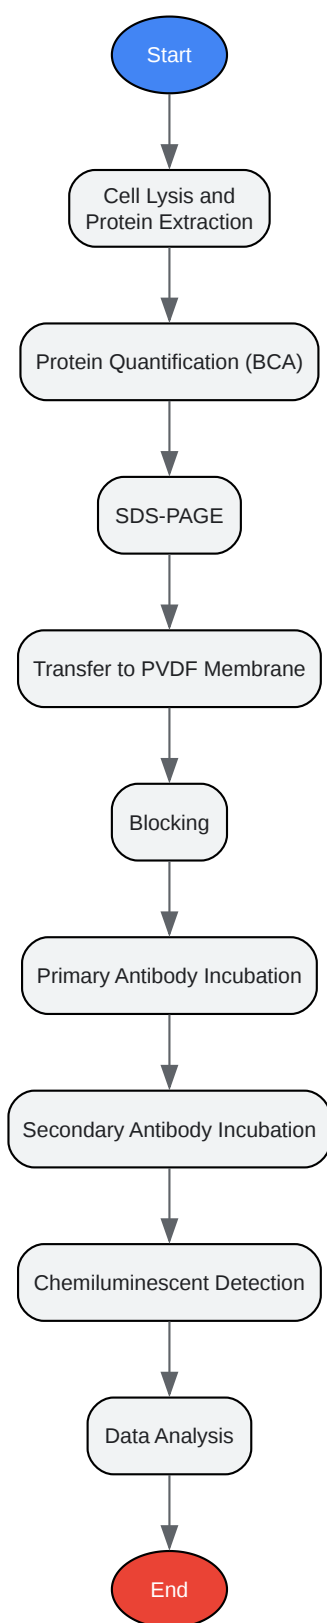 Start
Cell Lysis and
Protein Extraction
Protein Quantification (BCA)
SDS-PAGE
Transfer to PVDF Membrane
Blocking
Primary Antibody Incubation
Secondary Antibody Incubation
Chemiluminescent Detection
Data Analysis
End